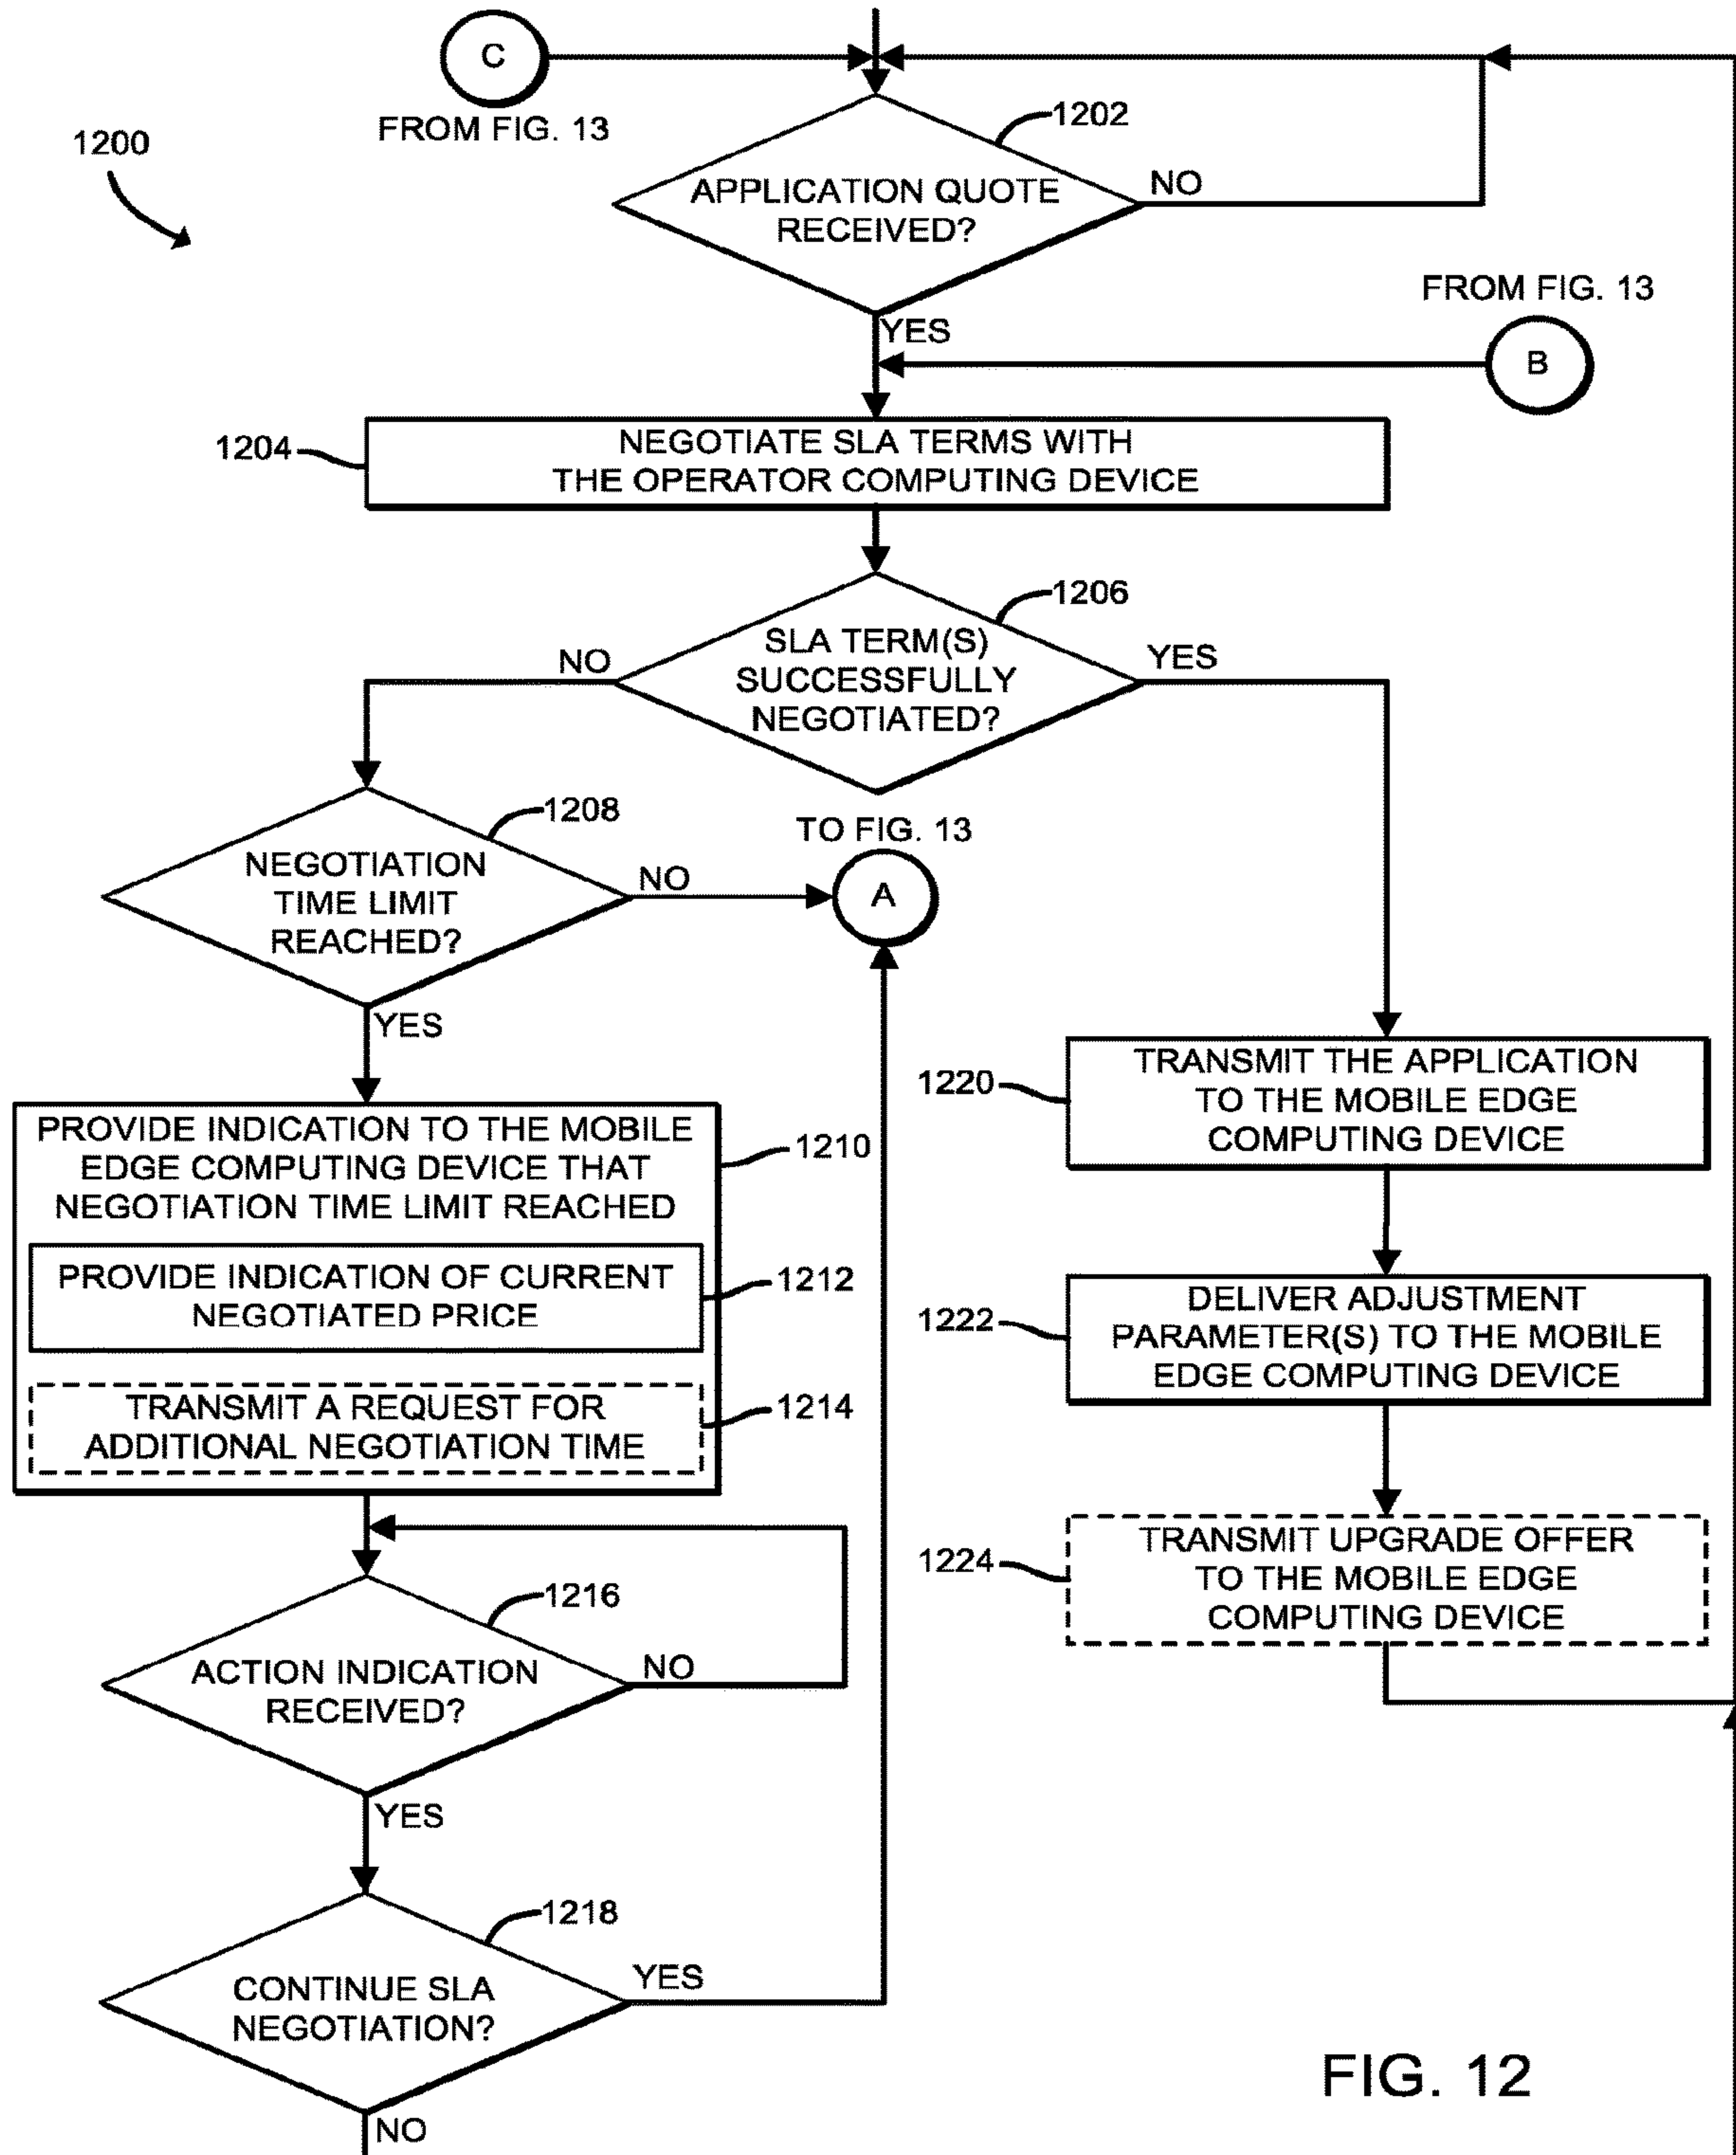 C
FROM FIG. 13
1200
1202
APPLICATION QUOTE
RECEIVED?
NO
YES
FROM FIG. 13
B
1204
NEGOTIATE SLA TERMS WITH
THE OPERATOR COMPUTING DEVICE
1206
SLA TERM(S)
SUCCESSFULLY
NEGOTIATED?
NO
YES
1208
NEGOTIATION
TIME LIMIT
REACHED?
NO
YES
TO FIG. 13
A
PROVIDE INDICATION TO THE MOBILE
EDGE COMPUTING DEVICE THAT
NEGOTIATION TIME LIMIT REACHED
1210
PROVIDE INDICATION OF CURRENT
NEGOTIATED PRICE
1212
TRANSMIT A REQUEST FOR
ADDITIONAL NEGOTIATION TIME
1214
1216
ACTION INDICATION
RECEIVED?
NO
YES
1218
CONTINUE SLA
NEGOTIATION?
YES
NO
1220
TRANSMIT THE APPLICATION
TO THE MOBILE EDGE
COMPUTING DEVICE
1222
DELIVER ADJUSTMENT
PARAMETER(S) TO THE MOBILE
EDGE COMPUTING DEVICE
1224
TRANSMIT UPGRADE OFFER
TO THE MOBILE EDGE
COMPUTING DEVICE
FIG. 12